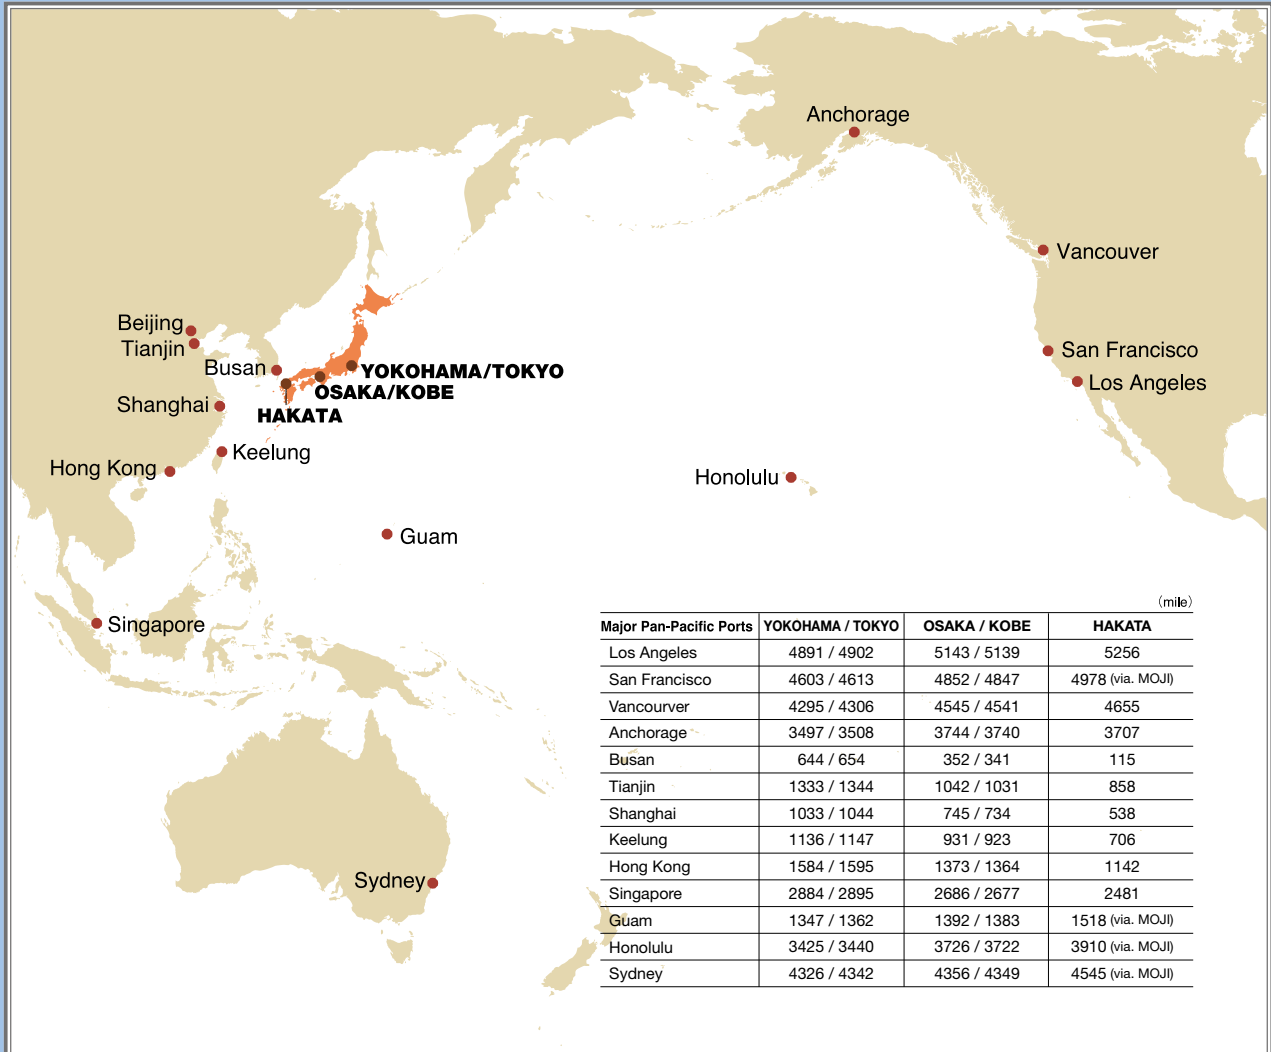 Anchorage
Vancouver
Beijing
Tianjin
Busan
YOKOHAMA/TOKYO
San Francisco
OSAKA/KOBE
Los Angeles
Shanghai
HAKATA
Keelung
Hong Kong
Honolulu
Guam
Singapore
Sydney
(mile)
Major Pan-Pacific Ports YOKOHAMA / TOKYO OSAKA / KOBE HAKATA
Los Angeles 4891 / 4902 5143 / 5139 5256
San Francisco 4603 / 4613 4852 / 4847 4978 (via. MOJI)
Vancourver 4295 / 4306 4545 / 4541 4655
Anchorage 3497 / 3508 3744 / 3740 3707
Busan 644 / 654 352 / 341 115
Tianjin 1333 / 1344 1042 / 1031 858
Shanghai 1033 / 1044 745 / 734 538
Keelung 1136 / 1147 931 / 923 706
Hong Kong 1584 / 1595 1373 / 1364 1142
Singapore 2884 / 2895 2686 / 2677 2481
Guam 1347 / 1362 1392 / 1383 1518 (via. MOJI)
Honolulu 3425 / 3440 3726 / 3722 3910 (via. MOJI)
Sydney 4326 / 4342 4356 / 4349 4545 (via. MOJI)